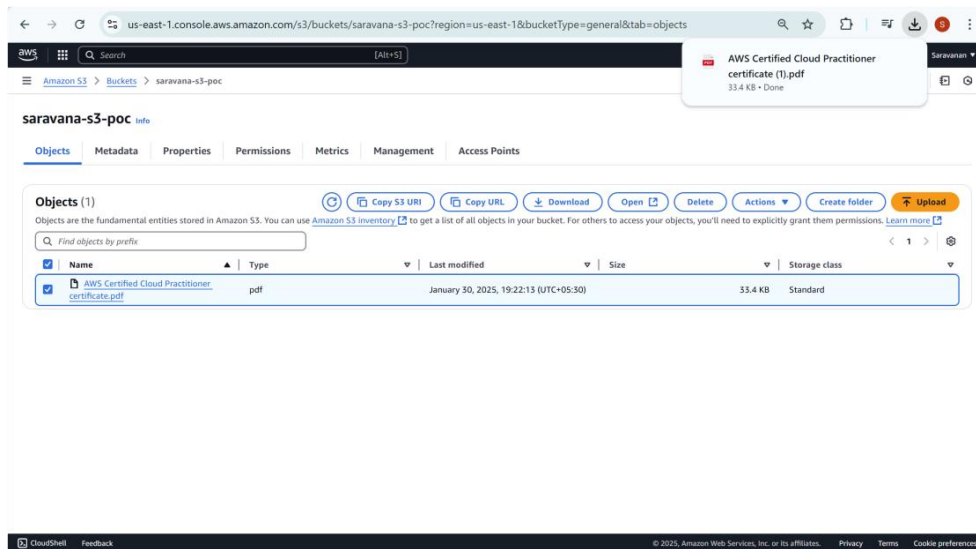 us-east-1.console.aws.amazon.com/s3/buckets/saravana-s3-poc?region=us-east-1&bucketType=general&tab=objects
S
aws
Search
[Alt+S]
Saravanan
AWS Certified Cloud Practitioner
certificate (1).pdf
33.4 KB • Done
Amazon S3 > Buckets > saravana-s3-poc
saravana-s3-poc Info
Objects Metadata Properties Permissions Metrics Management Access Points
Objects (1)
Copy S3 URI Copy URL Download Open Delete Actions Create folder Upload
Objects are the fundamental entities stored in Amazon S3. You can use Amazon S3 inventory to get a list of all objects in your bucket. For others to access your objects, you'll need to explicitly grant them permissions. Learn more
Find objects by prefix
1
Name Type Last modified Size Storage class
AWS Certified Cloud Practitioner
certificate.pdf
pdf January 30, 2025, 19:22:13 (UTC+05:30) 33.4 KB Standard
CloudShell Feedback © 2025, Amazon Web Services, Inc. or its affiliates. Privacy Terms Cookie preferences